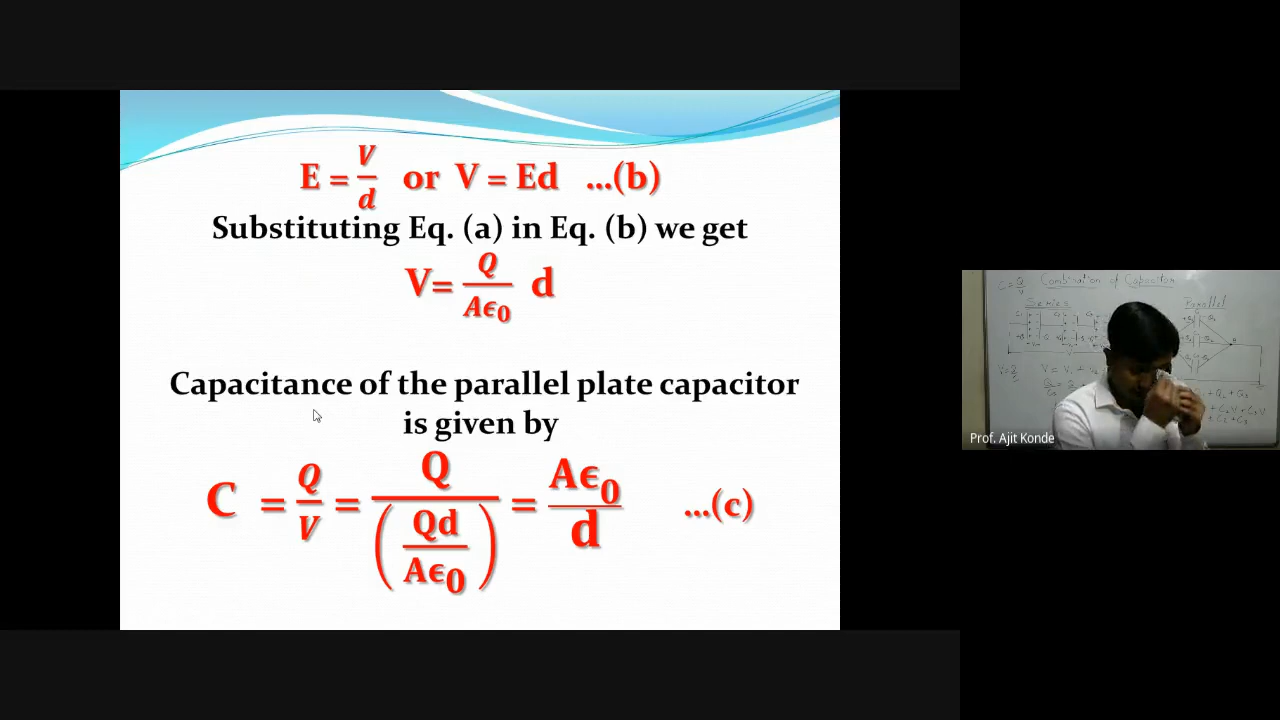 E = V/d or V = Ed ...(b)
Substituting Eq. (a) in Eq. (b) we get
V= Q/Aϵ₀ d
Capacitance of the parallel plate capacitor
is given by
C = Q/V = Q/(Qd/Aϵ₀) = Aϵ₀/d ...(c)
C = Q/V Combination of Capacitors
Series
Parallel
Prof. Ajit Konde